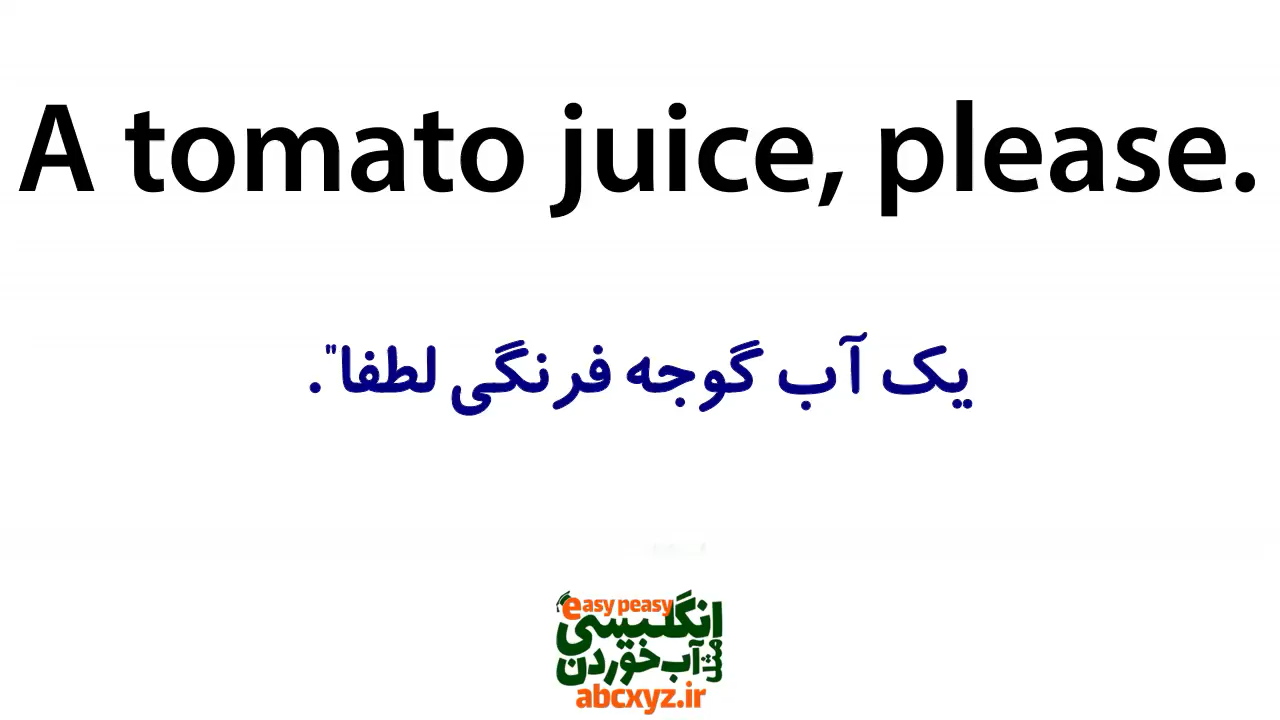 A tomato juice, please.
یک آب گوجه فرنگی لطفا".
easy peasy
انگلیسی
مثل آب خوردن
abcxyz.ir